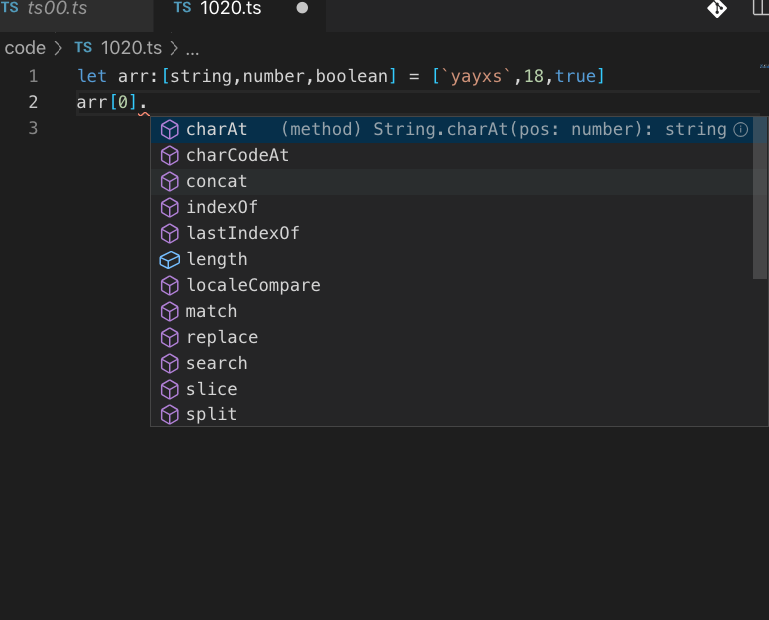 TS ts00.ts TS 1020.ts
code > TS 1020.ts > ...
1 let arr:[string,number,boolean] = [`yayxs`,18,true]
2 arr[0].
3
charAt (method) String.charAt(pos: number): string
charCodeAt
concat
indexOf
lastIndexOf
length
localeCompare
match
replace
search
slice
split